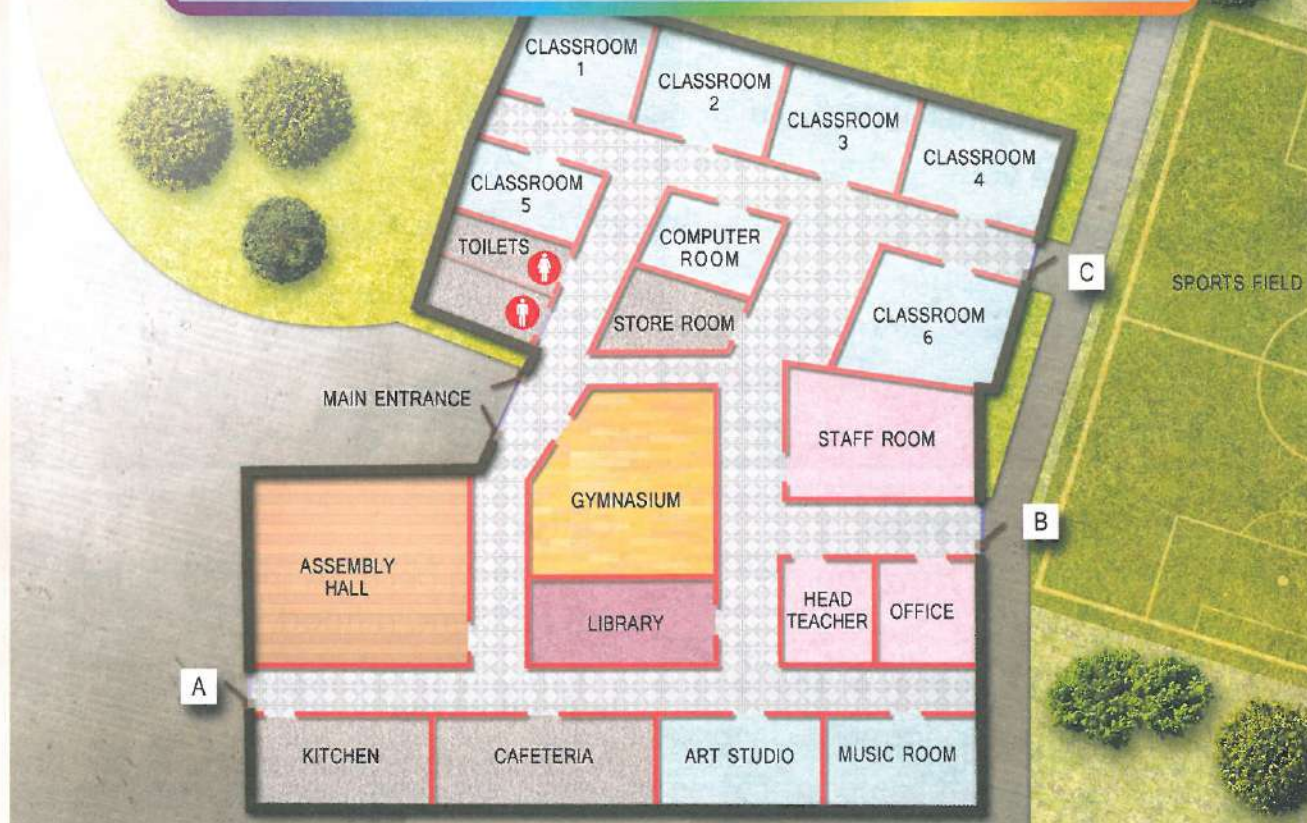 CLASSROOM
1
CLASSROOM
2
CLASSROOM
3
CLASSROOM
4
CLASSROOM
5
TOILETS
COMPUTER
ROOM
STORE ROOM
CLASSROOM
6
C
SPORTS FIELD
MAIN ENTRANCE
STAFF ROOM
GYMNASIUM
B
ASSEMBLY
HALL
LIBRARY
HEAD
TEACHER
OFFICE
A
KITCHEN
CAFETERIA
ART STUDIO
MUSIC ROOM